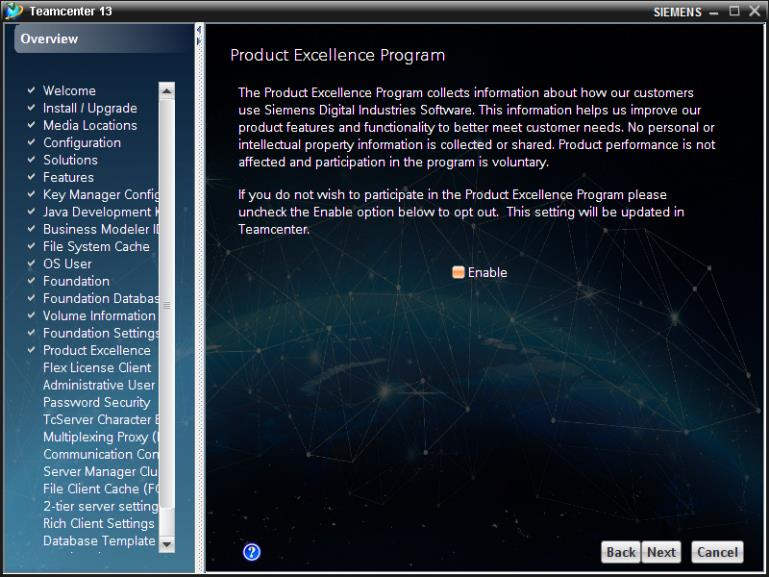 Teamcenter 13
SIEMENS
Overview
Welcome
Install / Upgrade
Media Locations
Configuration
Solutions
Features
Key Manager Config
Java Development
Business Modeler
File System Cache
OS User
Foundation
Foundation Databas
Volume Information
Foundation Settings
Product Excellence
Flex License Client
Administrative User
Password Security
TcServer Character
Multiplexing Proxy
Communication Con
Server Manager Clu
File Client Cache (FC
2-tier server setting
Rich Client Settings
Database Template
Product Excellence Program
The Product Excellence Program collects information about how our customers
use Siemens Digital Industries Software. This information helps us improve our
product features and functionality to better meet customer needs. No personal or
intellectual property information is collected or shared. Product performance is not
affected and participation in the program is voluntary.
If you do not wish to participate in the Product Excellence Program please
uncheck the Enable option below to opt out. This setting will be updated in
Teamcenter.
Enable
?
Back Next Cancel